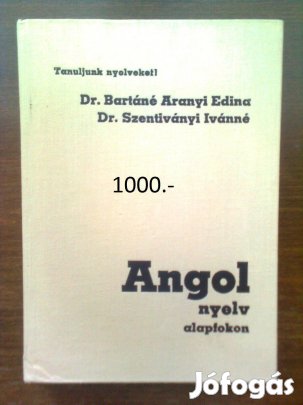 Tanuljunk nyelveket!
Dr. Bartáné Aranyi Edina
Dr. Szentiványi Ivánné
1000.-
Angol
nyelv
alapfokon
Jófogás